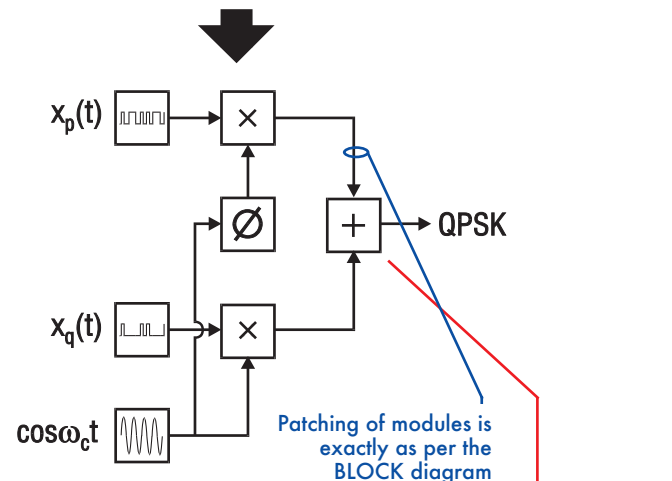 xp(t)
×
Ø
+
QPSK
xq(t)
×
cosωct
Patching of modules is
exactly as per the
BLOCK diagram